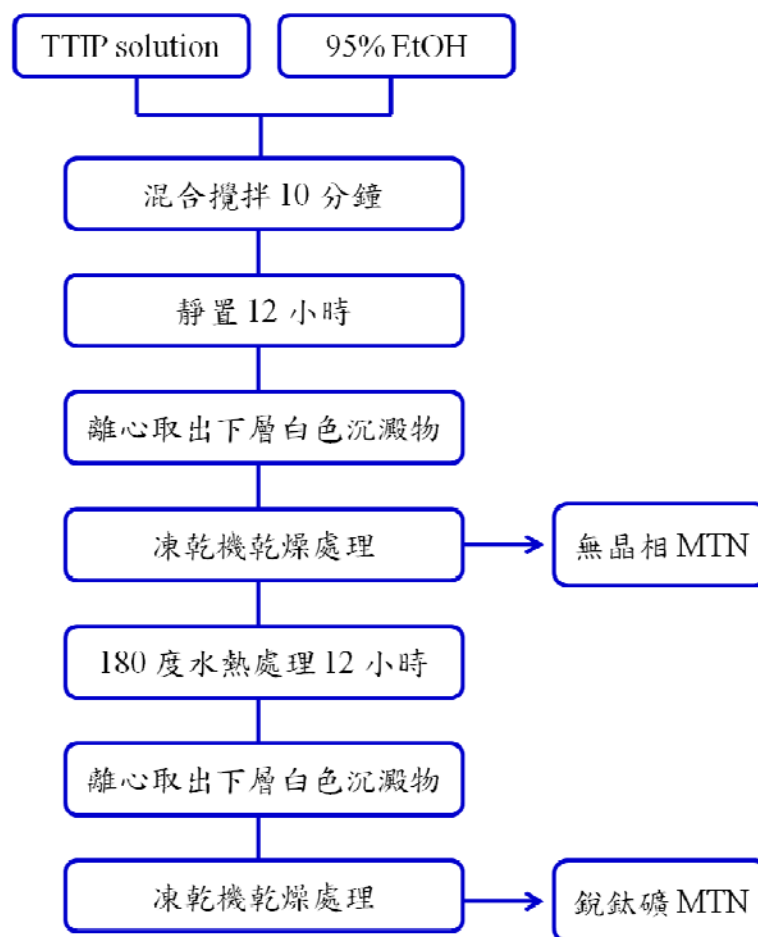 TTIP solution
95% EtOH
混合攪拌 10 分鐘
靜置 12 小時
離心取出下層白色沉澱物
凍乾機乾燥處理
無晶相 MTN
180 度水熱處理 12 小時
離心取出下層白色沉澱物
凍乾機乾燥處理
銳鈦礦 MTN